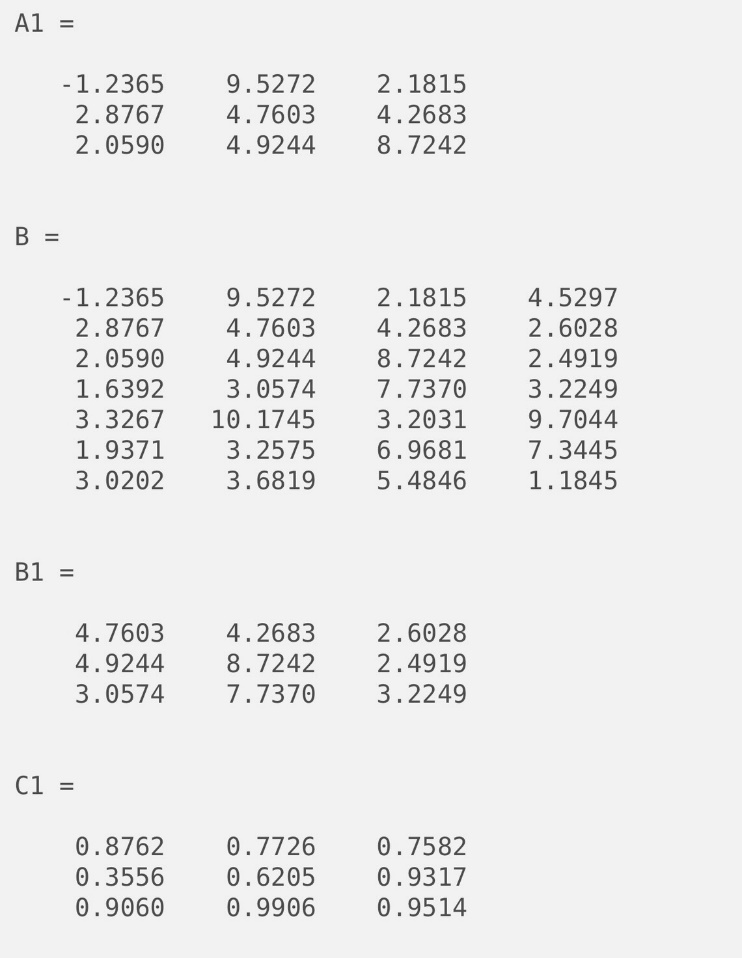 A1 =
-1.2365 9.5272 2.1815
2.8767 4.7603 4.2683
2.0590 4.9244 8.7242
B =
-1.2365 9.5272 2.1815 4.5297
2.8767 4.7603 4.2683 2.6028
2.0590 4.9244 8.7242 2.4919
1.6392 3.0574 7.7370 3.2249
3.3267 10.1745 3.2031 9.7044
1.9371 3.2575 6.9681 7.3445
3.0202 3.6819 5.4846 1.1845
B1 =
4.7603 4.2683 2.6028
4.9244 8.7242 2.4919
3.0574 7.7370 3.2249
C1 =
0.8762 0.7726 0.7582
0.3556 0.6205 0.9317
0.9060 0.9906 0.9514